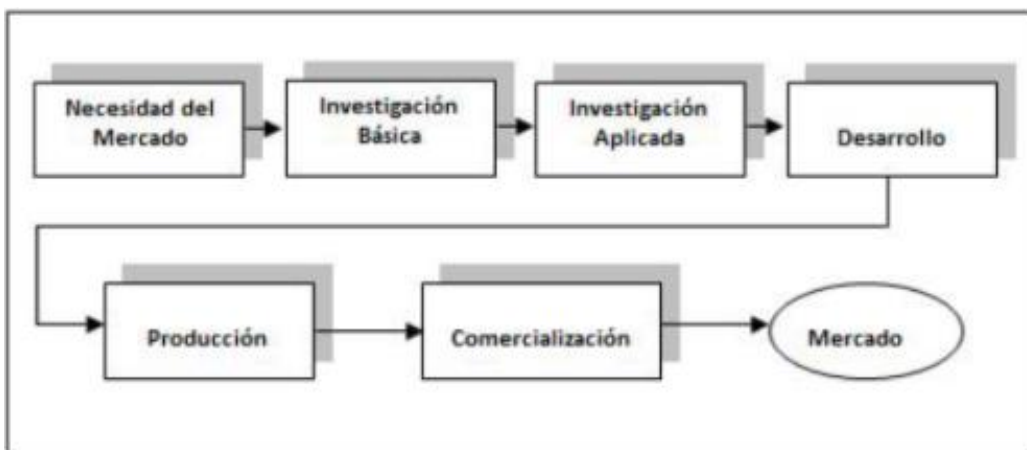 Necesidad del
Mercado
Investigación
Básica
Investigación
Aplicada
Desarrollo
Producción
Comercialización
Mercado